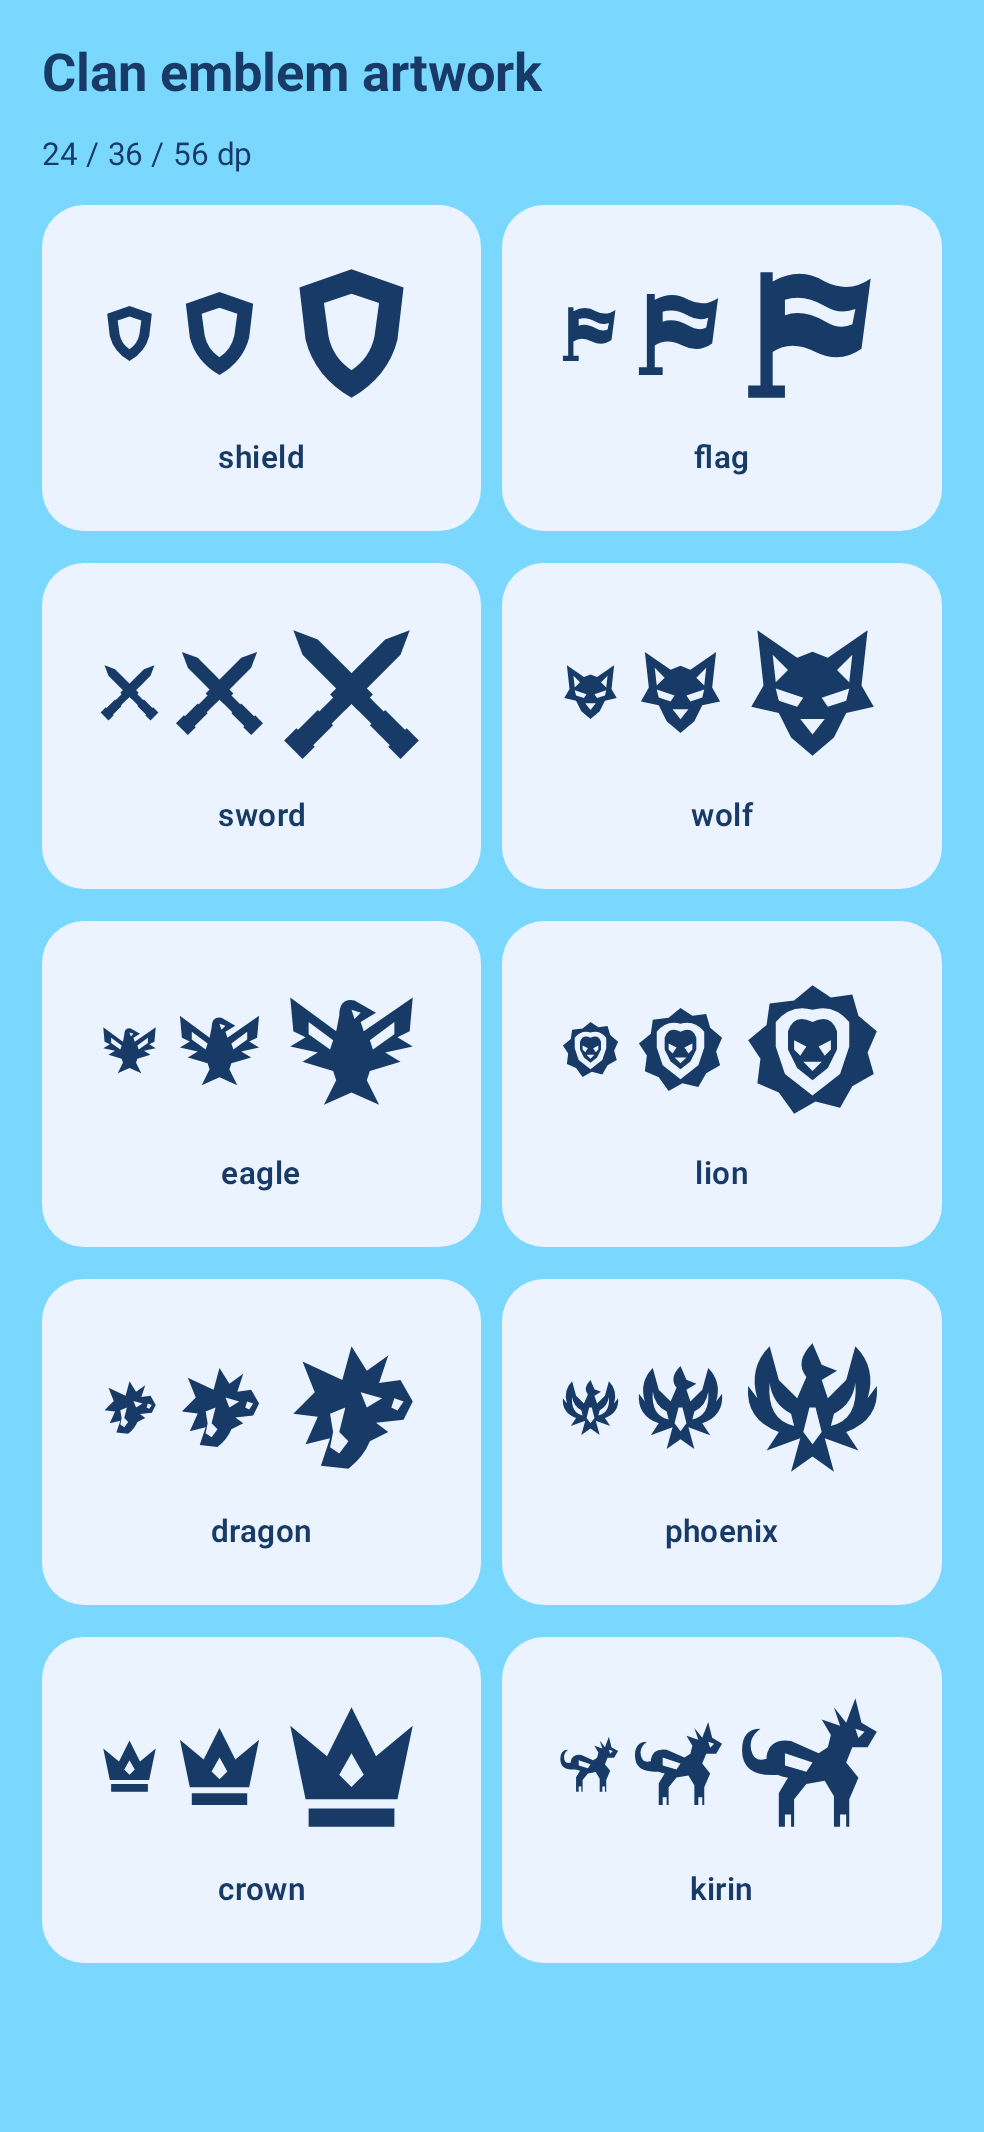 Clan emblem artwork
24 / 36 / 56 dp
shield
flag
sword
wolf
eagle
lion
dragon
phoenix
crown
kirin